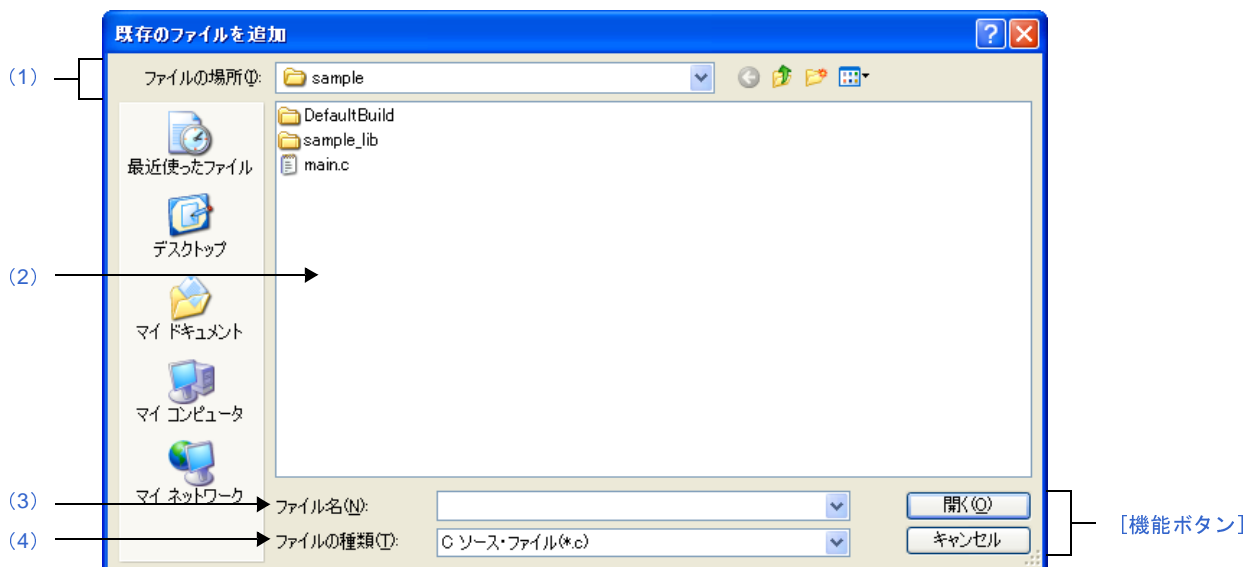 既存のファイルを追加
(1)
ファイルの場所(I):
sample
DefaultBuild
sample_lib
main.c
最近使ったファイル
デスクトップ
(2)
マイ ドキュメント
マイ コンピュータ
マイ ネットワーク
(3)
ファイル名(N):
開く(O)
(4)
ファイルの種類(T):
C ソース・ファイル(*.c)
キャンセル
[機能ボタン]